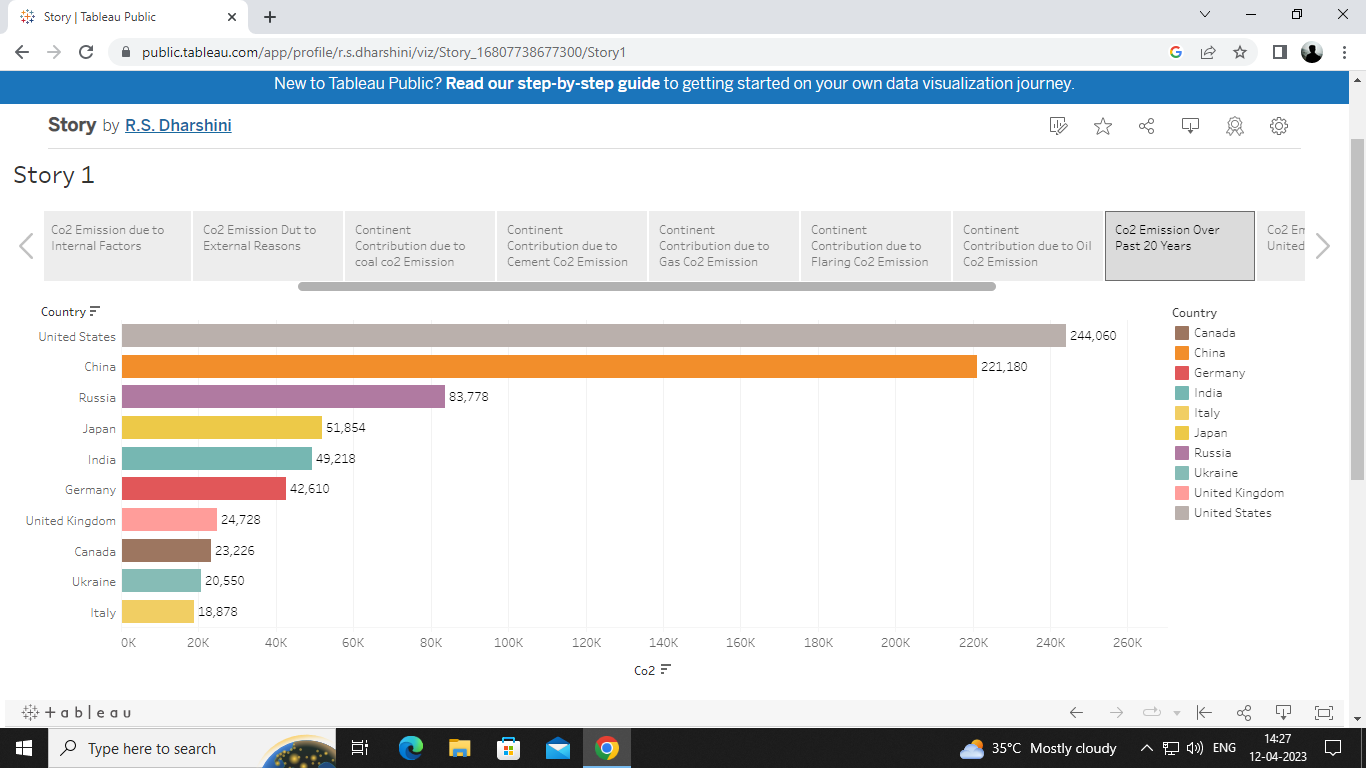 Story | Tableau Public
public.tableau.com/app/profile/r.s.dharshini/viz/Story_16807738677300/Story1
New to Tableau Public? Read our step-by-step guide to getting started on your own data visualization journey.
Story by R.S. Dharshini
Story 1
Co2 Emission due to
Internal Factors
Co2 Emission Dut to
External Reasons
Continent
Contribution due to
coal co2 Emission
Continent
Contribution due to
Cement Co2 Emission
Continent
Contribution due to
Gas Co2 Emission
Continent
Contribution due to
Flaring Co2 Emission
Continent
Contribution due to Oil
Co2 Emission
Co2 Emission Over
Past 20 Years
Co2 Em
United
Country
United States 244,060
China 221,180
Russia 83,778
Japan 51,854
India 49,218
Germany 42,610
United Kingdom 24,728
Canada 23,226
Ukraine 20,550
Italy 18,878
0K 20K 40K 60K 80K 100K 120K 140K 160K 180K 200K 220K 240K 260K
Co2
Country
Canada
China
Germany
India
Italy
Japan
Russia
Ukraine
United Kingdom
United States
+ableau
Type here to search
35°C Mostly cloudy
ENG
14:27
12-04-2023